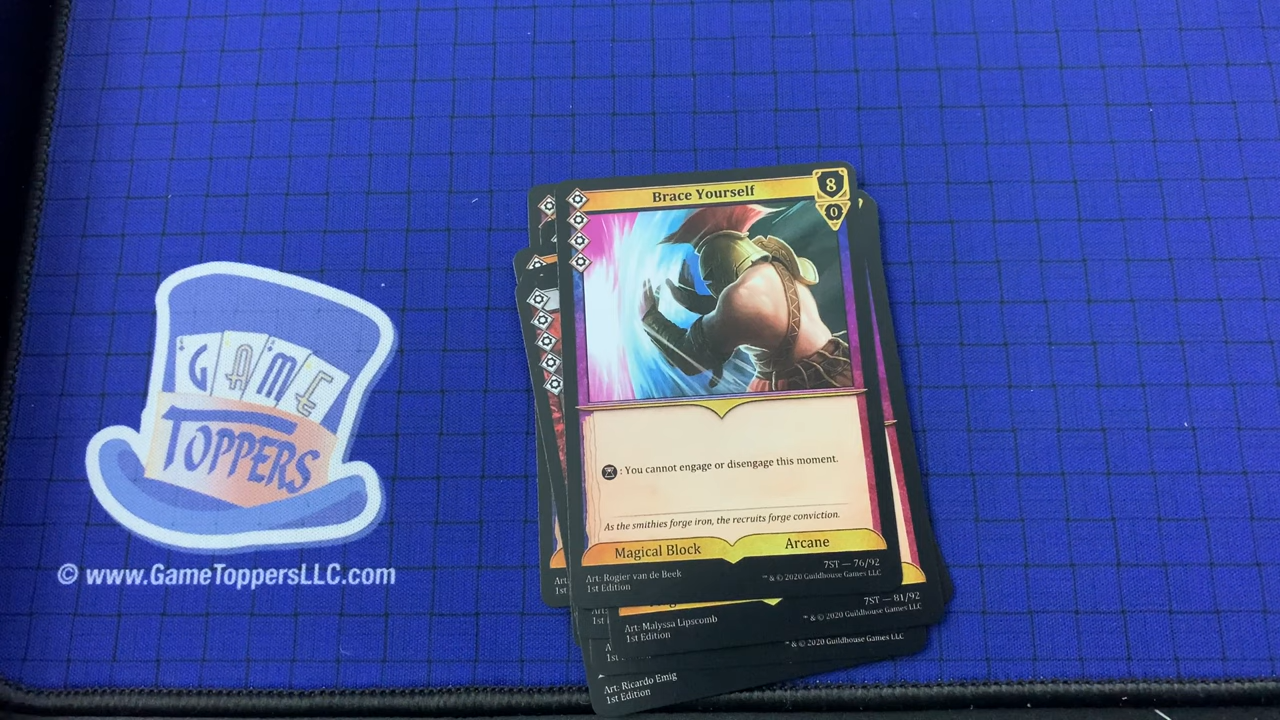 Brace Yourself
8
0
: You cannot engage or disengage this moment.
As the smithies forge iron, the recruits forge conviction.
Magical Block
Arcane
Art: Rogier van de Beek
1st Edition
7ST — 76/92
™ & © 2020 Guildhouse Games LLC
7ST — 81/92
™ & © 2020 Guildhouse Games LLC
Art: Malyssa Lipscomb
1st Edition
& © 2020 Guildhouse Games LLC
Art: Ricardo Emig
1st Edition
Art:
1st
GAME
TOPPERS
© www.GameToppersLLC.com